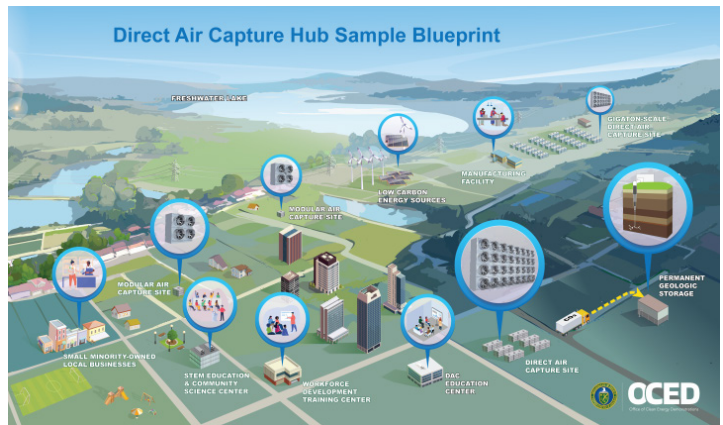 Direct Air Capture Hub Sample Blueprint
FRESHWATER LAKE
GIGATON-SCALE
DIRECT AIR
CAPTURE SITE
MANUFACTURING
FACILITY
LOW CARBON
ENERGY SOURCES
MODULAR AIR
CAPTURE SITE
MODULAR AIR
CAPTURE SITE
PERMANENT
GEOLOGIC
STORAGE
CO2
SMALL MINORITY-OWNED
LOCAL BUSINESSES
STEM EDUCATION
& COMMUNITY
SCIENCE CENTER
WORKFORCE
DEVELOPMENT
TRAINING CENTER
DAC
EDUCATION
CENTER
DIRECT AIR
CAPTURE SITE
OCED
Office of Clean Energy Demonstrations